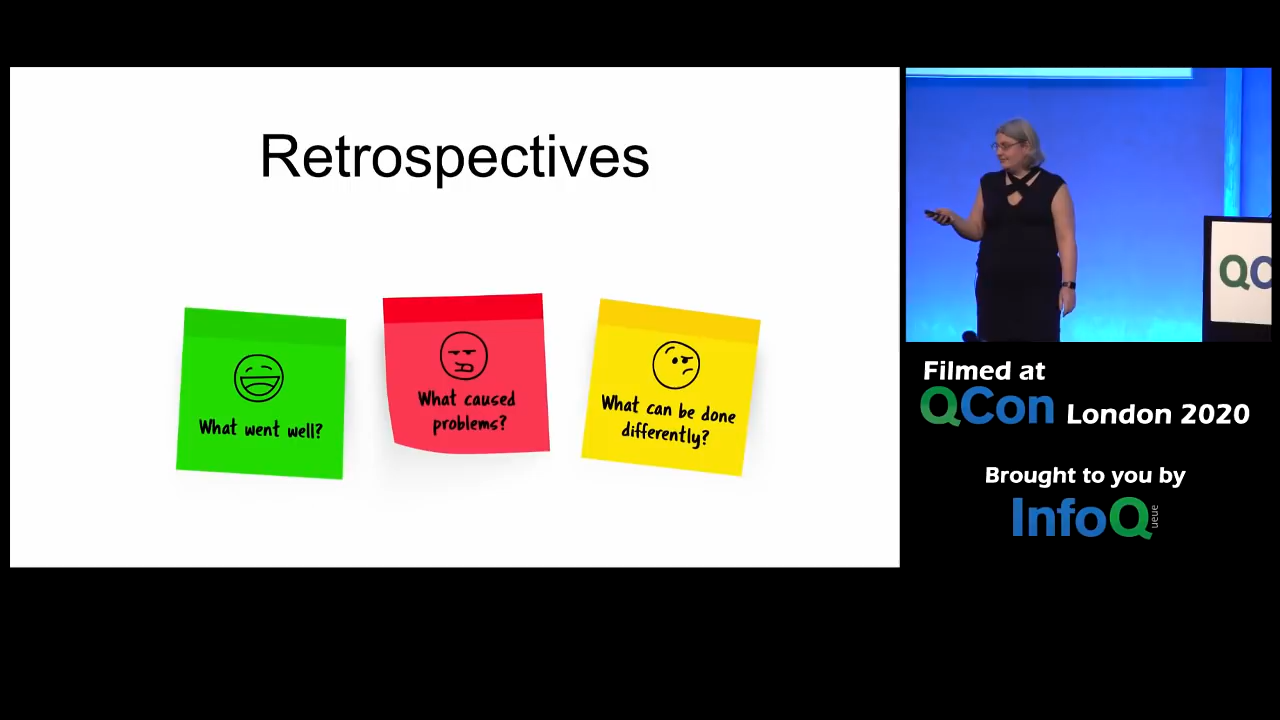 Retrospectives
What went well?
What caused
problems?
What can be done
differently?
QC
Filmed at
QCon London 2020
Brought to you by
InfoQ
ueue